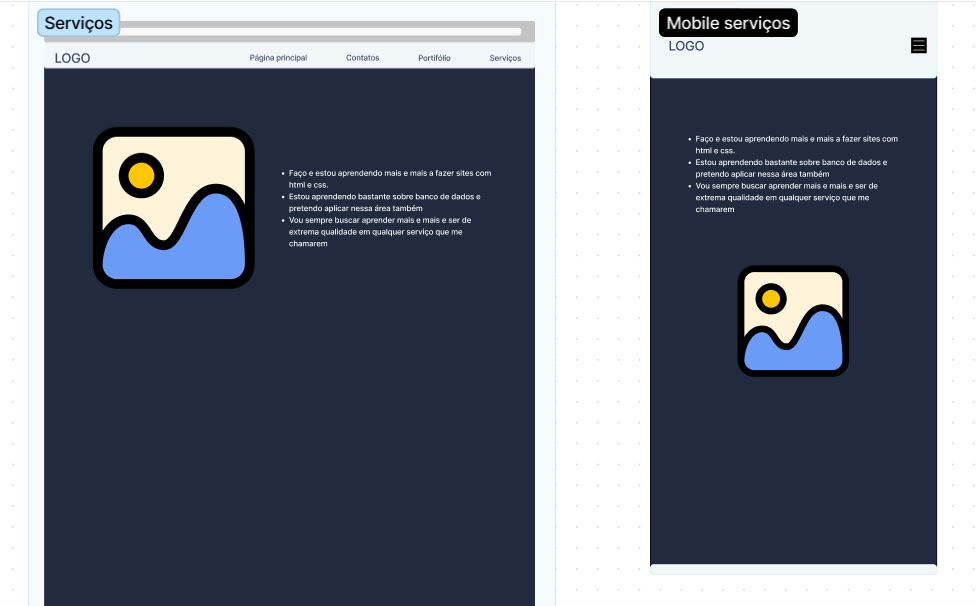 Serviços
LOGO
Página principal
Contatos
Portifólio
Serviços
• Faço e estou aprendendo mais e mais a fazer sites com
html e css.
• Estou aprendendo bastante sobre banco de dados e
pretendo aplicar nessa área também
• Vou sempre buscar aprender mais e mais e ser de
extrema qualidade em qualquer serviço que me
chamarem
Mobile serviços
LOGO
• Faço e estou aprendendo mais e mais a fazer sites com
html e css.
• Estou aprendendo bastante sobre banco de dados e
pretendo aplicar nessa área também
• Vou sempre buscar aprender mais e mais e ser de
extrema qualidade em qualquer serviço que me
chamarem